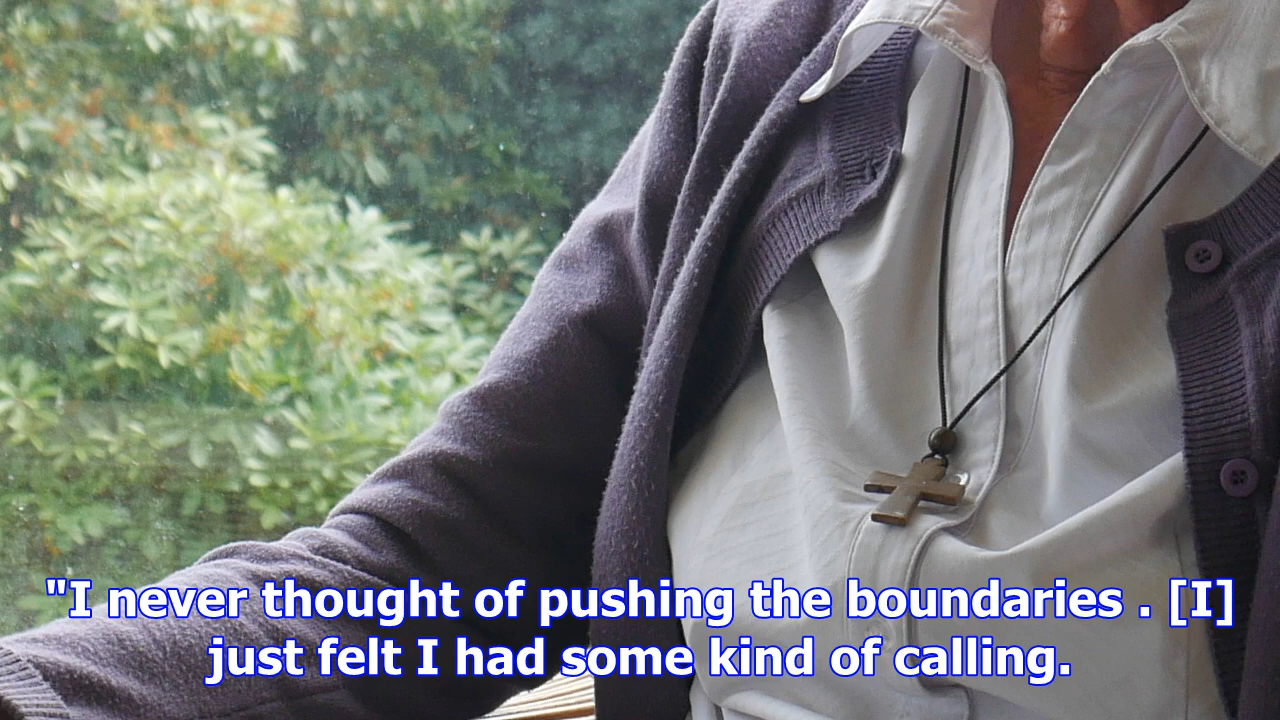 "I never thought of pushing the boundaries . [I]
just felt I had some kind of calling.